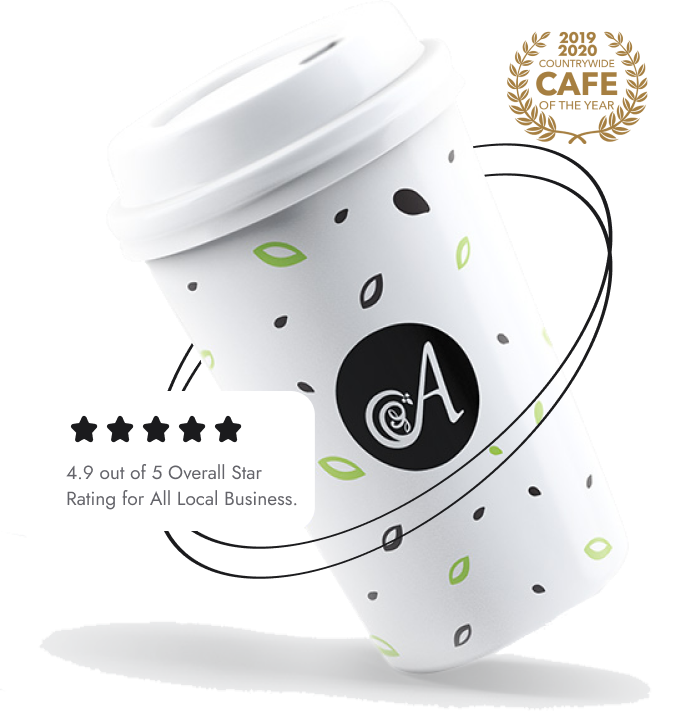 2019
2020
COUNTRYWIDE
CAFE
OF THE YEAR
A
4.9 out of 5 Overall Star
Rating for All Local Business.